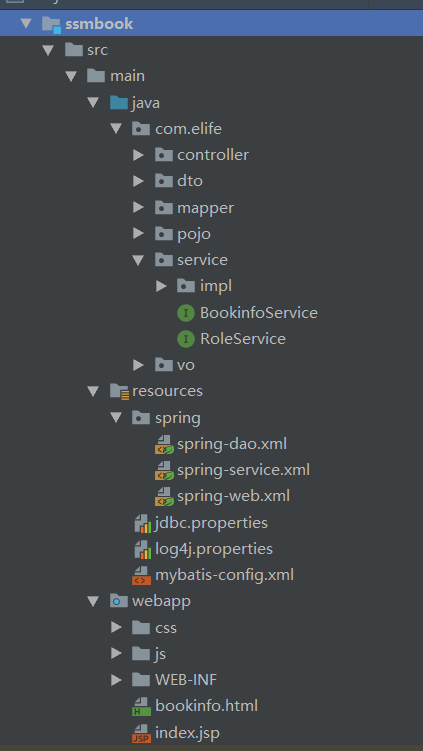 ssmbook
src
main
java
com.elife
controller
dto
mapper
pojo
service
impl
BookinfoService
RoleService
vo
resources
spring
spring-dao.xml
spring-service.xml
spring-web.xml
jdbc.properties
log4j.properties
mybatis-config.xml
webapp
css
js
WEB-INF
bookinfo.html
index.jsp